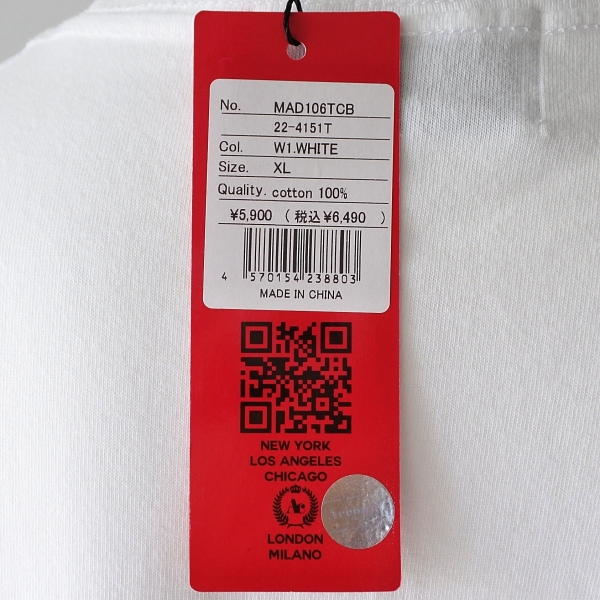 No. MAD106TCB
22-4151T
Col. W1.WHITE
Size. XL
Quality. cotton 100%
¥5,900 ( 税込¥6,490 )
4 570154 238803
MADE IN CHINA
NEW YORK
LOS ANGELES
CHICAGO
LONDON
MILANO